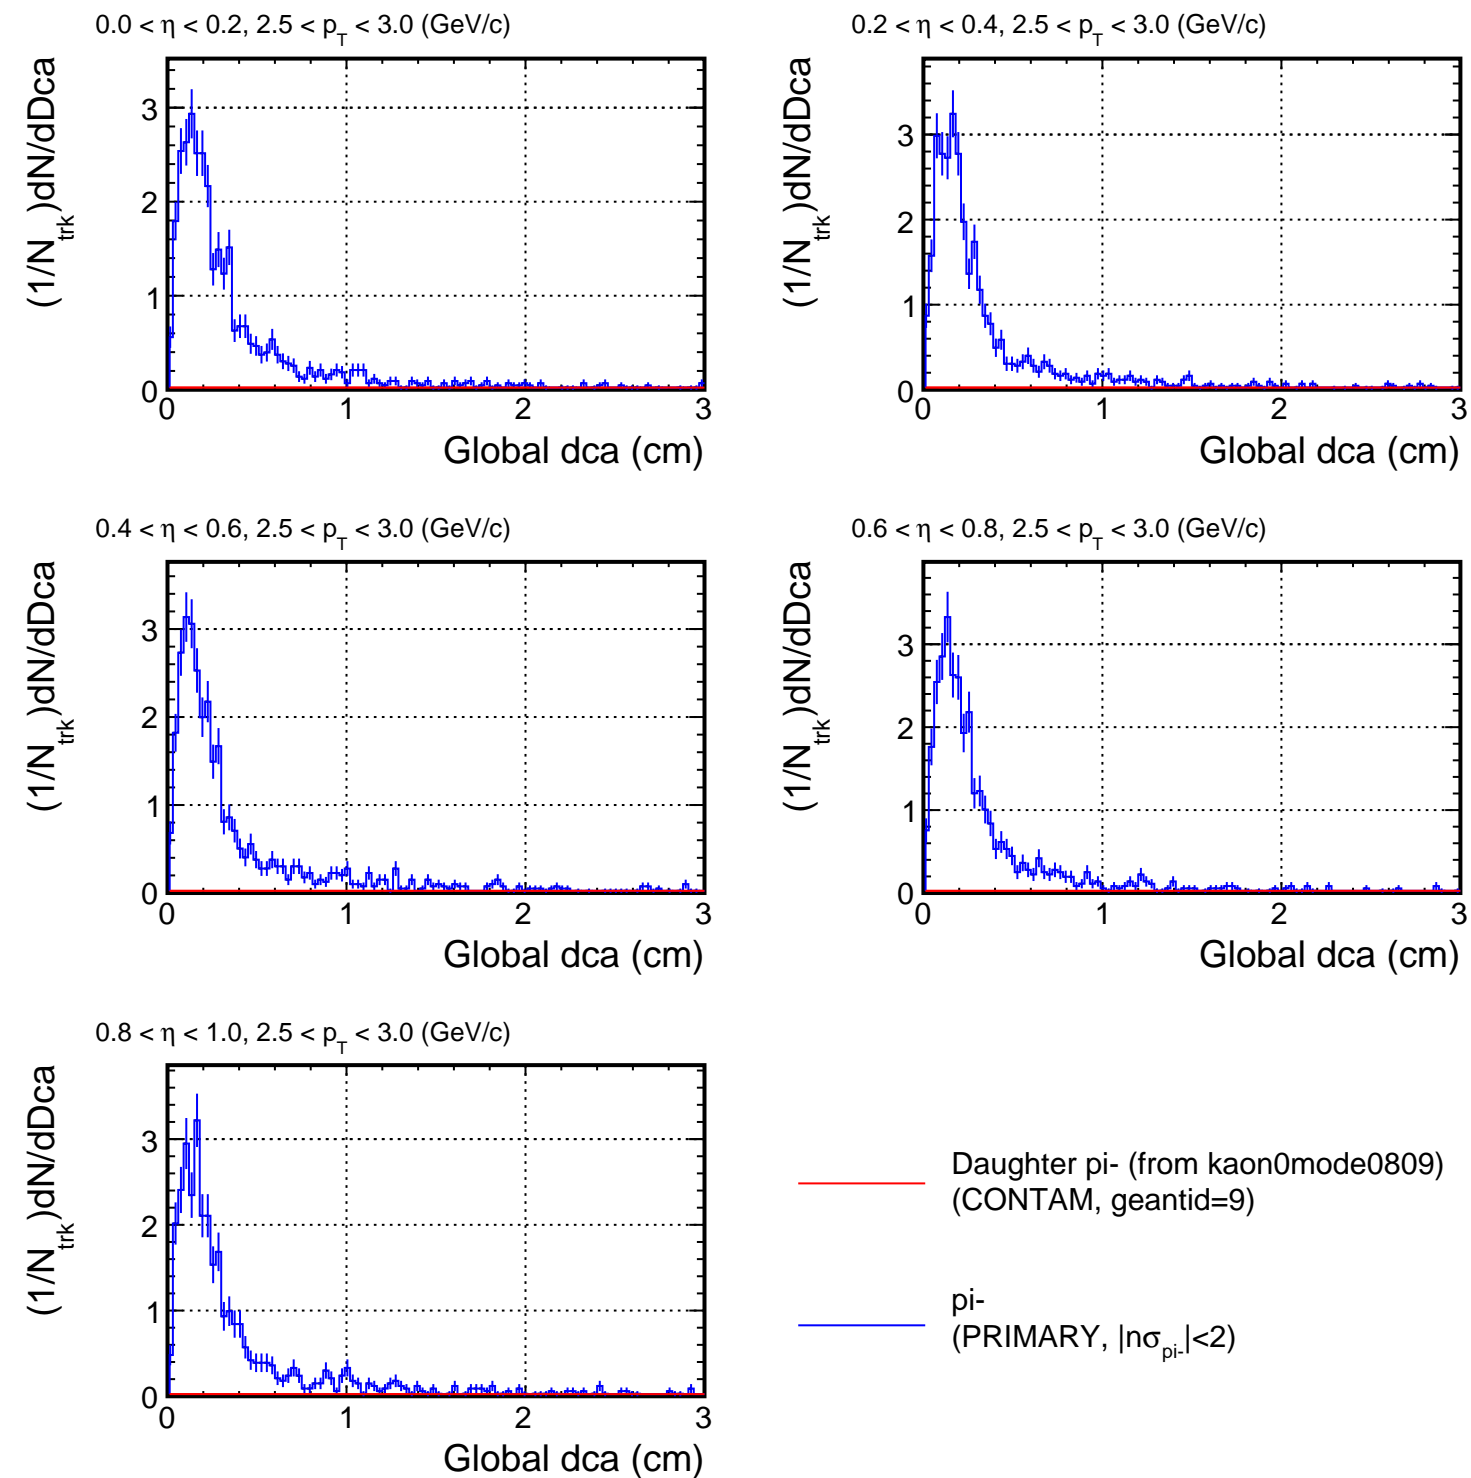 0.0 < η < 0.2, 2.5 < p_T < 3.0 (GeV/c)
(1/N_trk)dN/dDca
3
2
1
0
0 1 2 3
Global dca (cm)
0.2 < η < 0.4, 2.5 < p_T < 3.0 (GeV/c)
(1/N_trk)dN/dDca
3
2
1
0
0 1 2 3
Global dca (cm)
0.4 < η < 0.6, 2.5 < p_T < 3.0 (GeV/c)
(1/N_trk)dN/dDca
3
2
1
0
0 1 2 3
Global dca (cm)
0.6 < η < 0.8, 2.5 < p_T < 3.0 (GeV/c)
(1/N_trk)dN/dDca
3
2
1
0
0 1 2 3
Global dca (cm)
0.8 < η < 1.0, 2.5 < p_T < 3.0 (GeV/c)
(1/N_trk)dN/dDca
3
2
1
0
0 1 2 3
Global dca (cm)
Daughter pi- (from kaon0mode0809)
(CONTAM, geantid=9)
pi-
(PRIMARY, |nσ_pi-|<2)